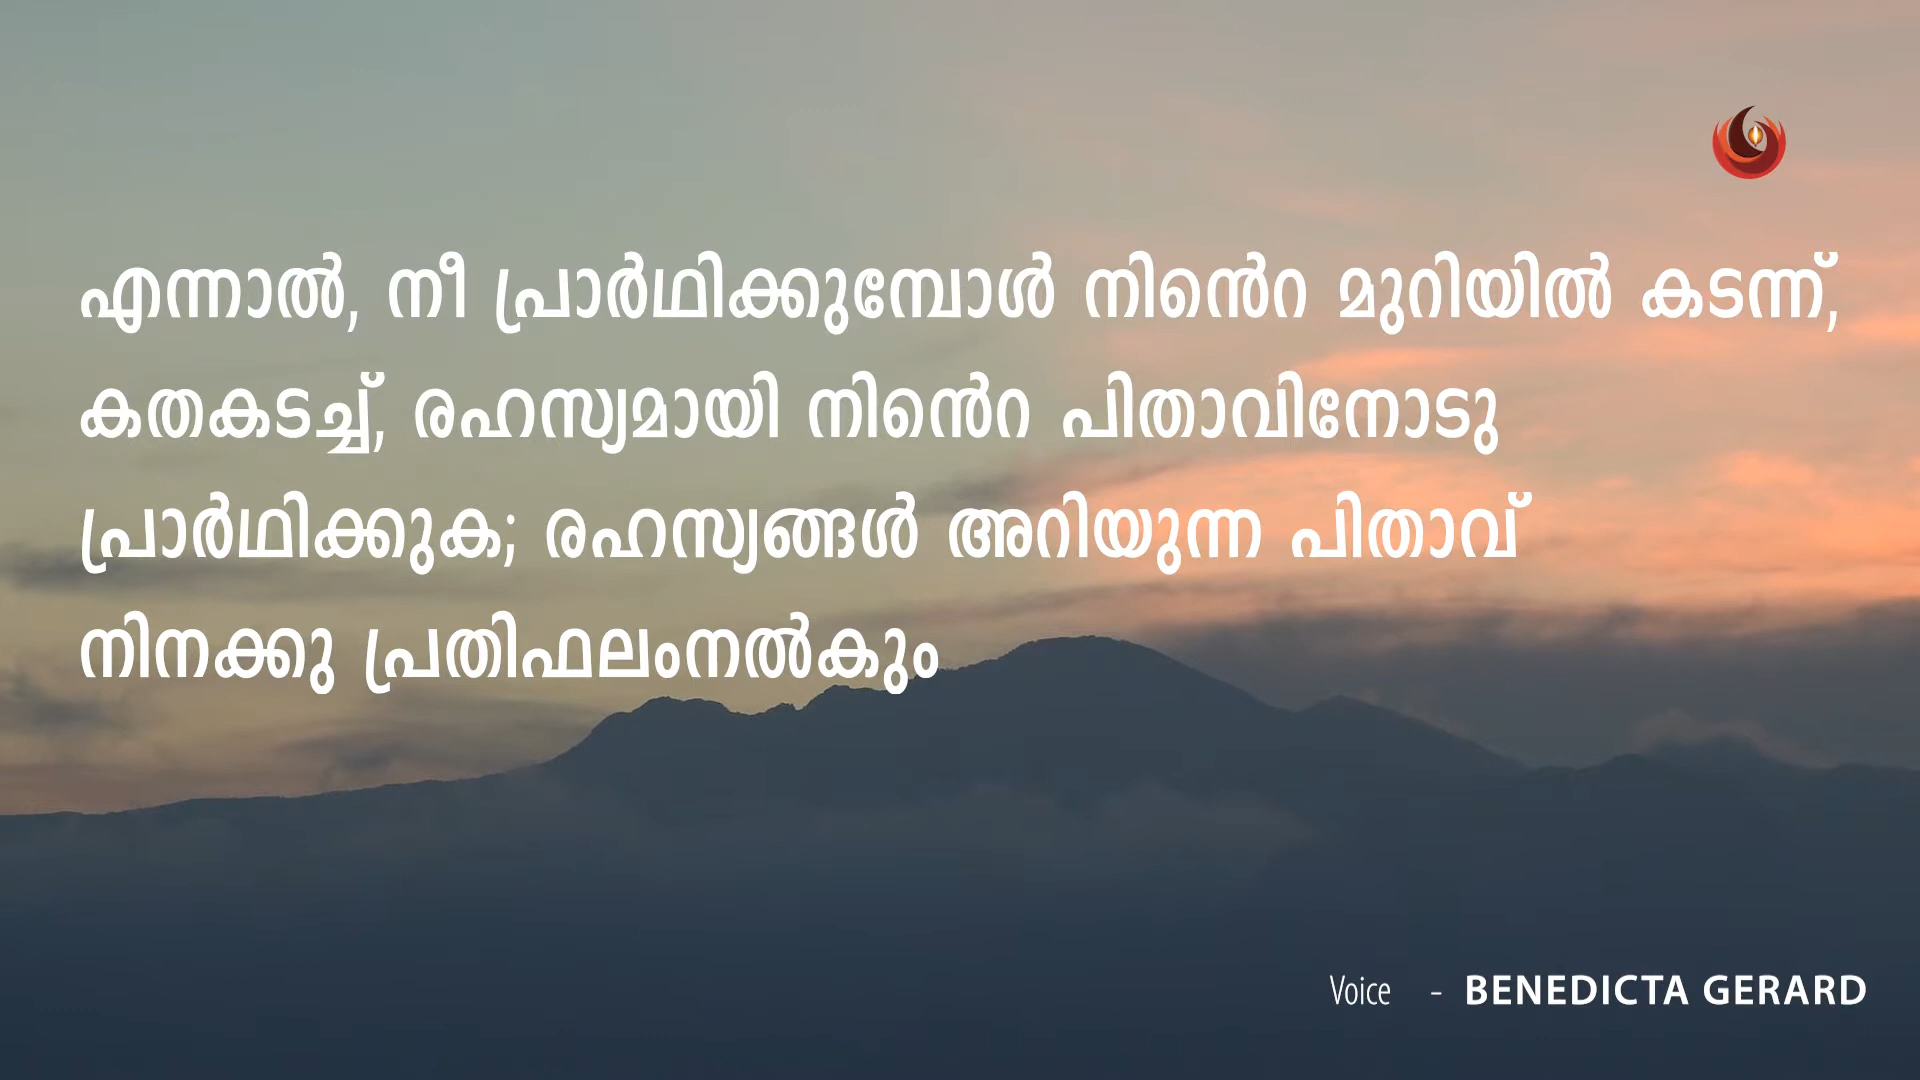 എന്നാൽ, നീ പ്രാർഥിക്കുമ്പോൾ നിൻെറ മുറിയിൽ കടന്ന്,
കതകടച്ച്, രഹസ്യമായി നിൻെറ പിതാവിനോടു
പ്രാർഥിക്കുക; രഹസ്യങ്ങൾ അറിയുന്ന പിതാവ്
നിനക്കു പ്രതിഫലംനൽകും
Voice - BENEDICTA GERARD